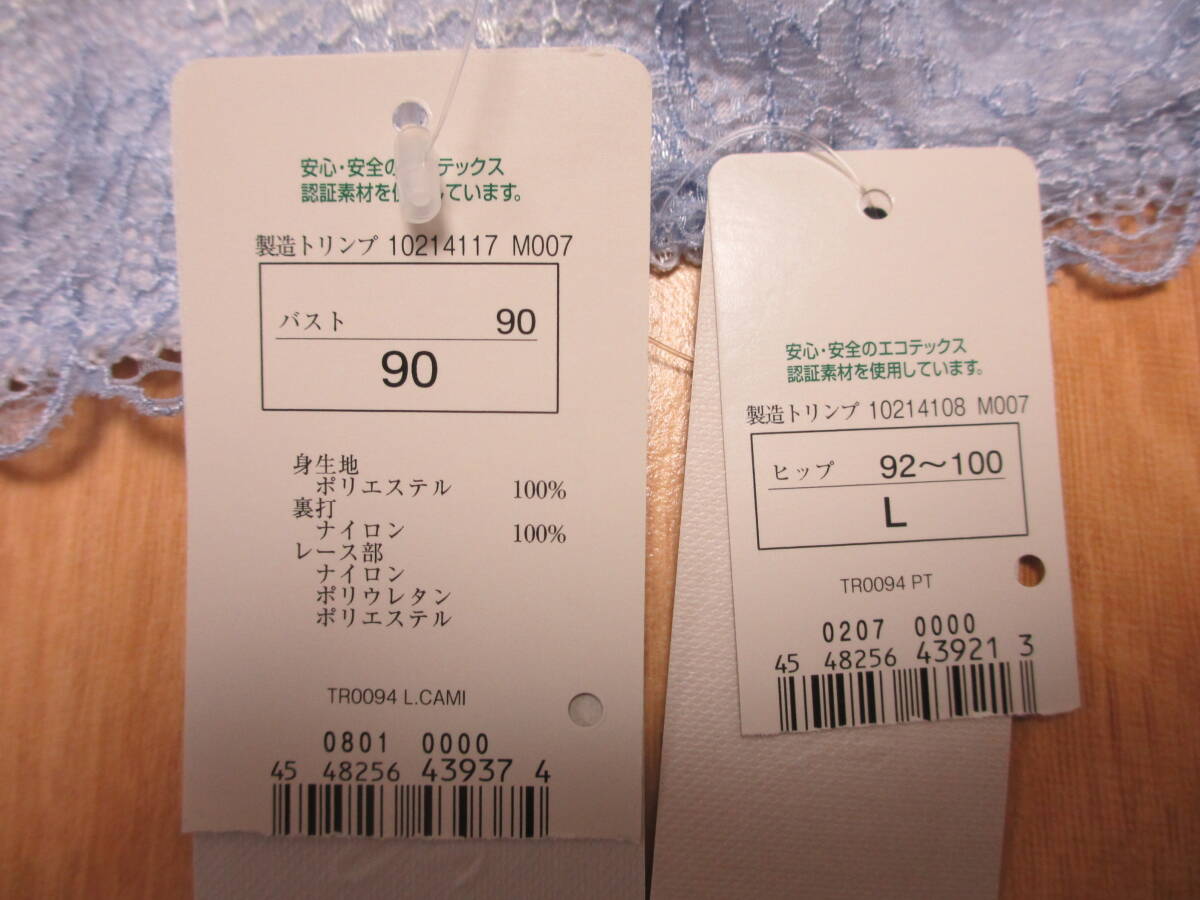 安心・安全の テックス
認証素材を しています。
製造トリンプ 10214117 M007
バスト 90
90
身生地
ポリエステル 100%
裏打
ナイロン 100%
レース部
ナイロン
ポリウレタン
ポリエステル
TR0094 L.CAMI
0801 0000
45 48256 43937 4
安心・安全のエコテックス
認証素材を使用しています。
製造トリンプ 10214108 M007
ヒップ 92〜100
L
TR0094 PT
0207 0000
45 48256 43921 3